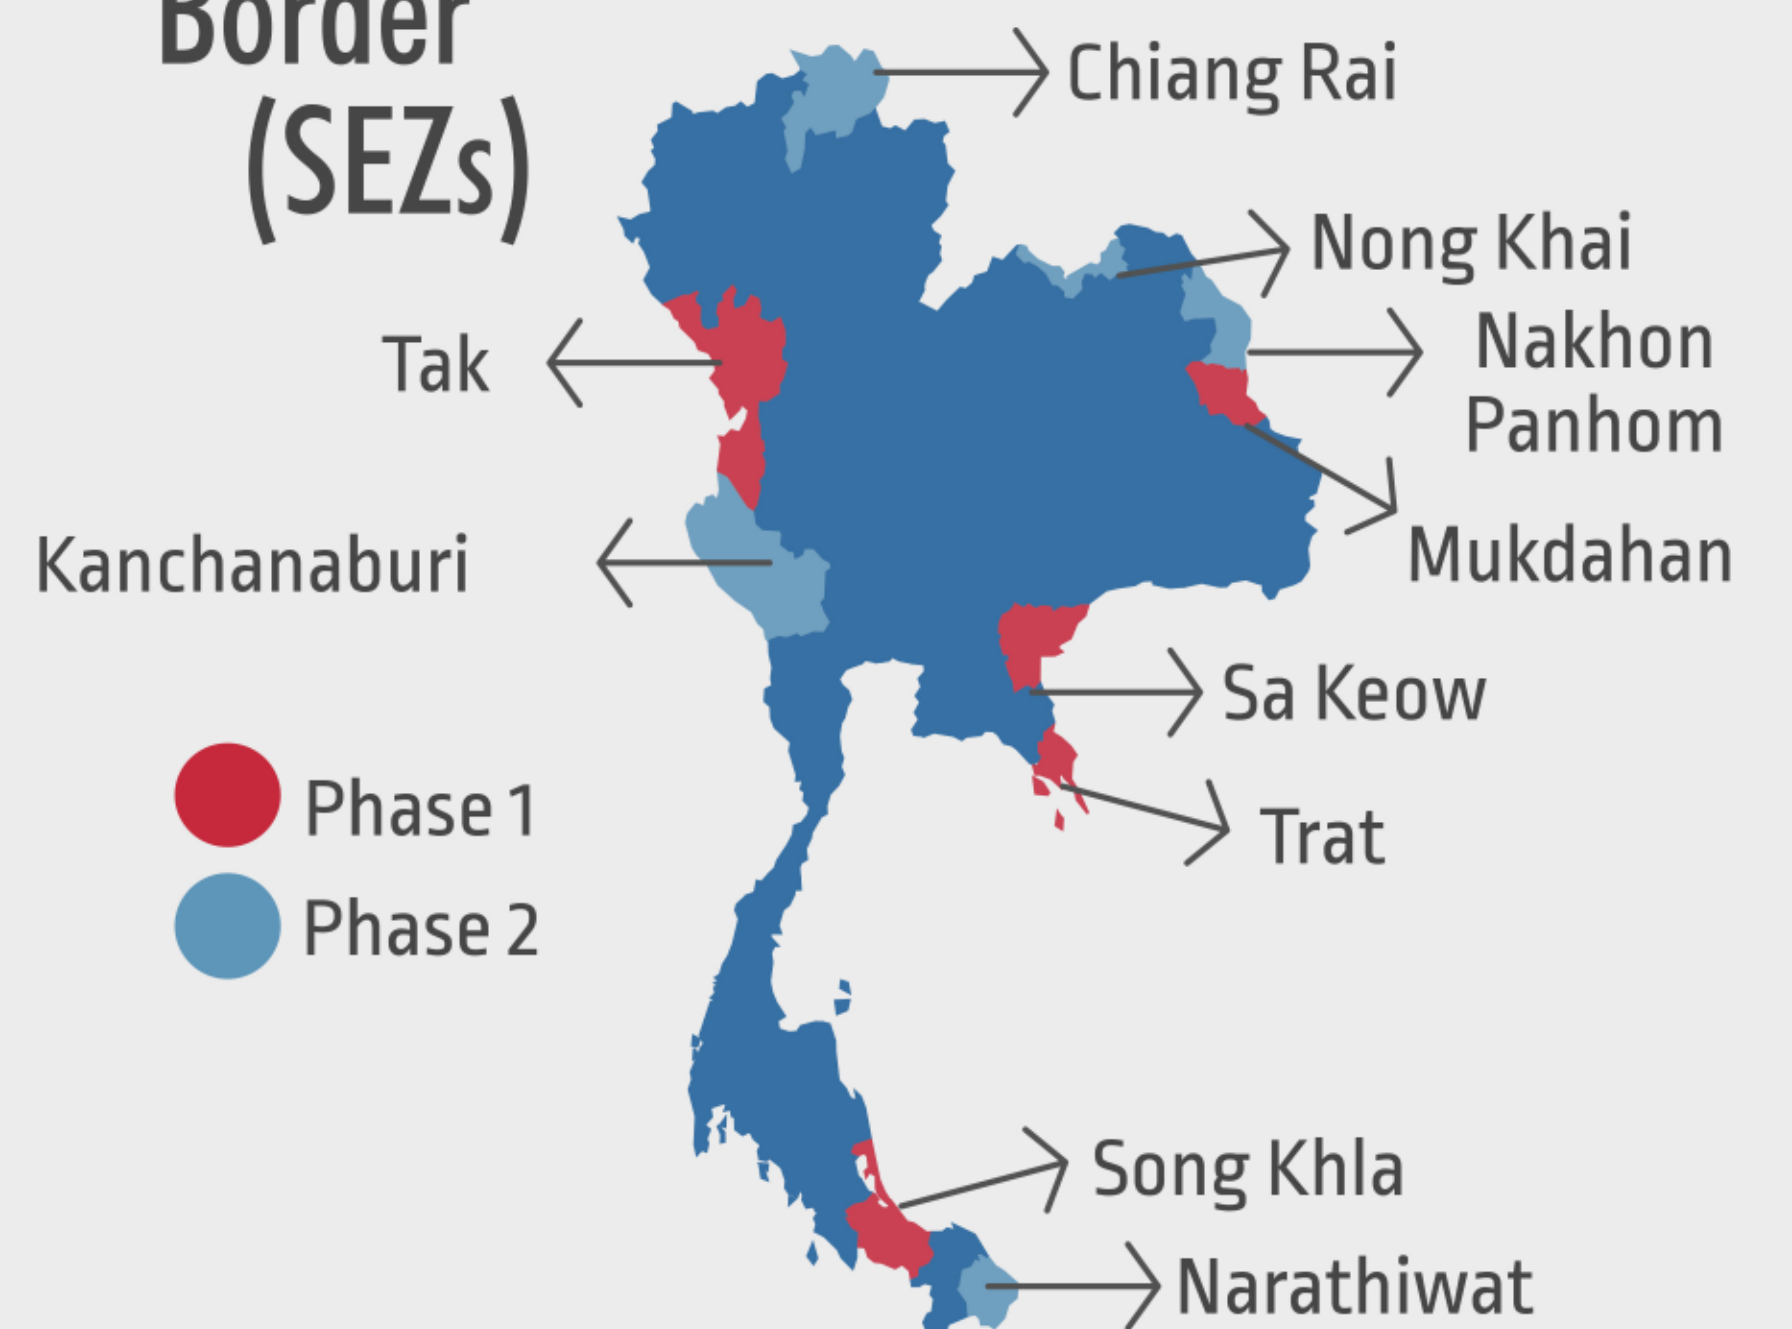 Border
(SEZs)
Chiang Rai
Nong Khai
Tak
Nakhon
Panhom
Kanchanaburi
Mukdahan
Sa Keow
Phase 1
Trat
Phase 2
Song Khla
Narathiwat